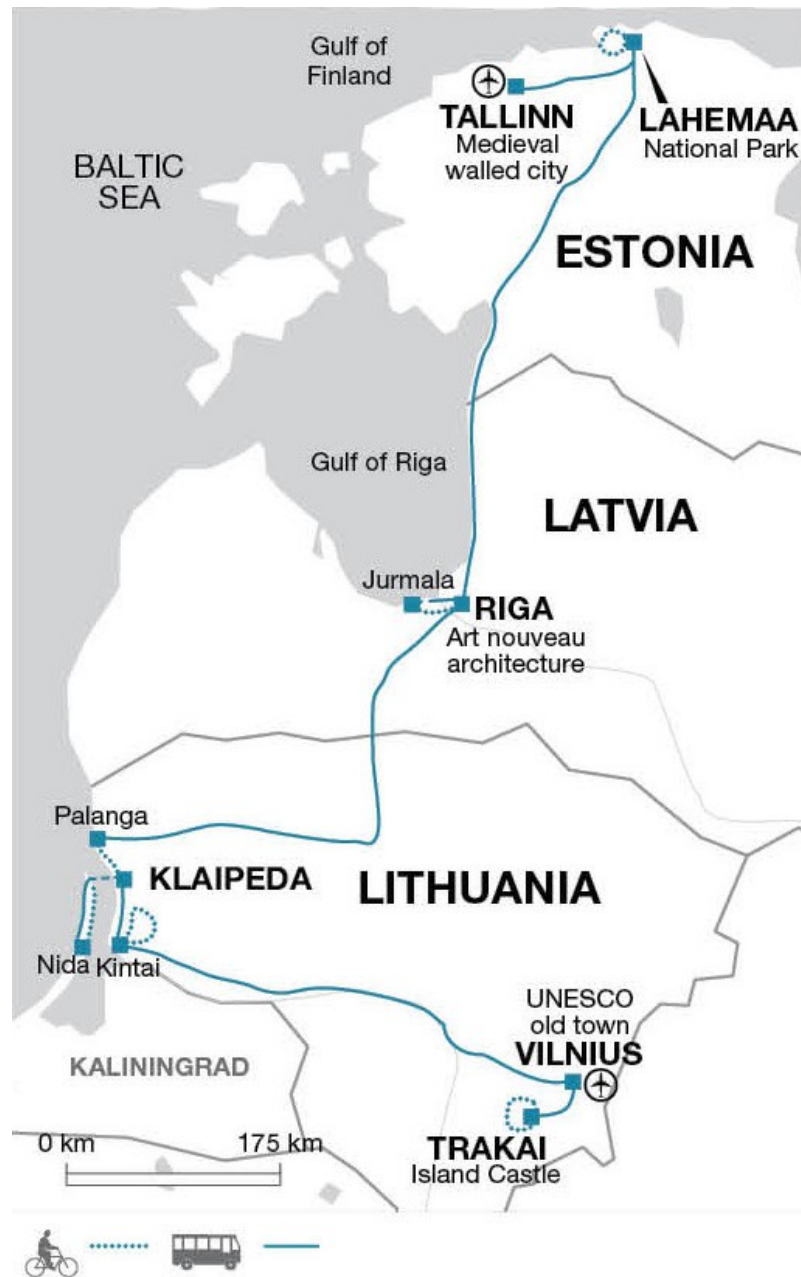 Gulf of
Finland
TALLINN
Medieval
walled city
LAHEMAA
National Park
BALTIC
SEA
ESTONIA
Gulf of Riga
LATVIA
Jurmala
RIGA
Art nouveau
architecture
Palanga
KLAIPEDA
LITHUANIA
Nida
Kintai
UNESCO
old town
VILNIUS
KALININGRAD
TRAKAI
Island Castle
0 km
175 km